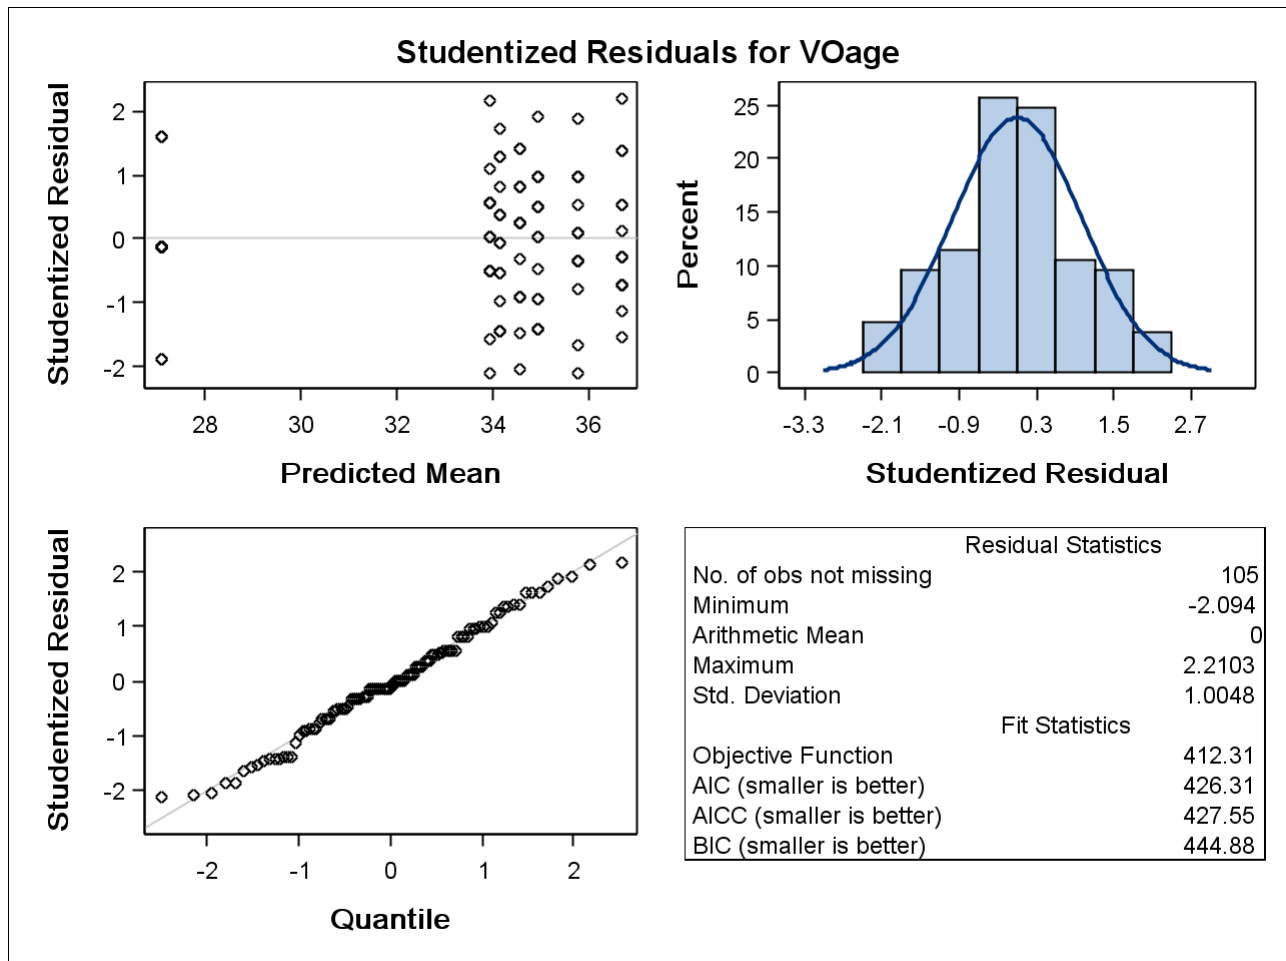 Studentized Residuals for VOage
Studentized Residual
2
1
0
-1
-2
28 30 32 34 36
Predicted Mean
Percent
25
20
15
10
5
0
-3.3 -2.1 -0.9 0.3 1.5 2.7
Studentized Residual
Studentized Residual
2
1
0
-1
-2
-2 -1 0 1 2
Quantile
Residual Statistics
No. of obs not missing 105
Minimum -2.094
Arithmetic Mean 0
Maximum 2.2103
Std. Deviation 1.0048
Fit Statistics
Objective Function 412.31
AIC (smaller is better) 426.31
AICC (smaller is better) 427.55
BIC (smaller is better) 444.88